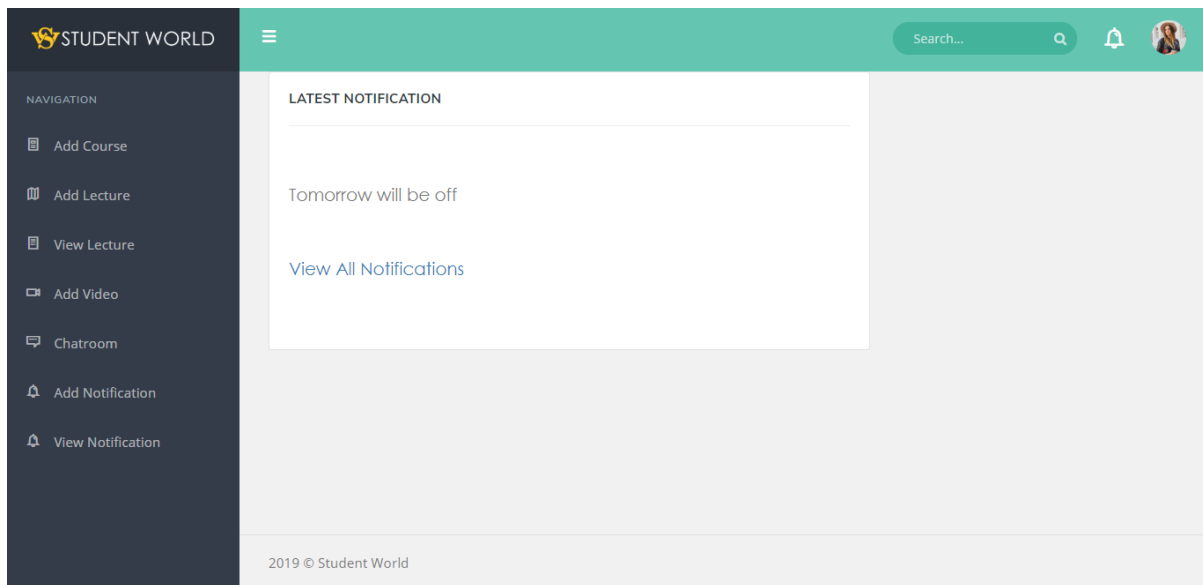 STUDENT WORLD
Search...
NAVIGATION
Add Course
Add Lecture
View Lecture
Add Video
Chatroom
Add Notification
View Notification
LATEST NOTIFICATION
Tomorrow will be off
View All Notifications
2019 © Student World